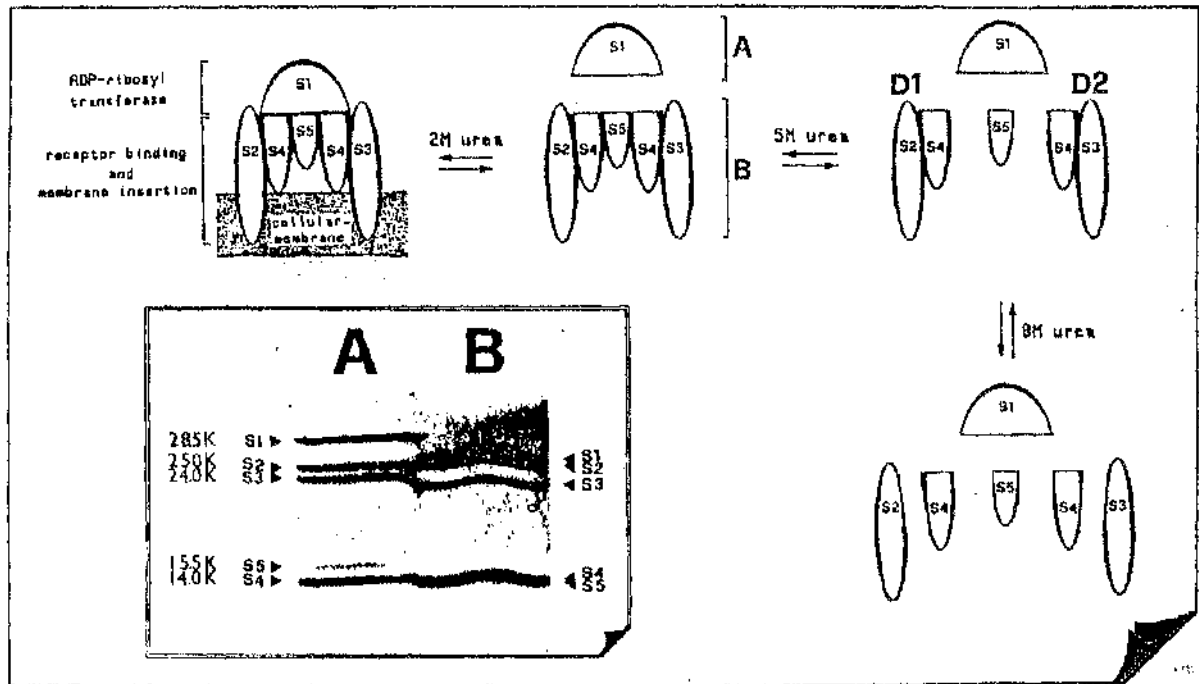 ADP-ribosyl
transferase
receptor binding
and
membrane insertion
S1
S2
S4
S5
S4
S3
cellular-
membrane
2M urea
S1
S2
S4
S5
S4
S3
A
B
5M urea
S1
D1
D2
S2
S4
S5
S4
S3
8M urea
S1
S2
S4
S5
S4
S3
A
B
28.5K S1
25.0K S2
24.0K S3
15.5K S5
14.0K S4
S1
S2
S3
S4
S5